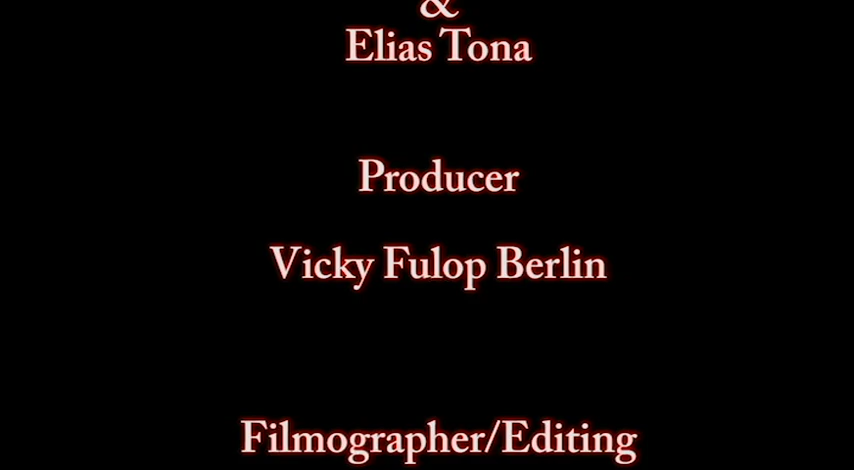 &
Elias Tona
Producer
Vicky Fulop Berlin
Filmographer/Editing